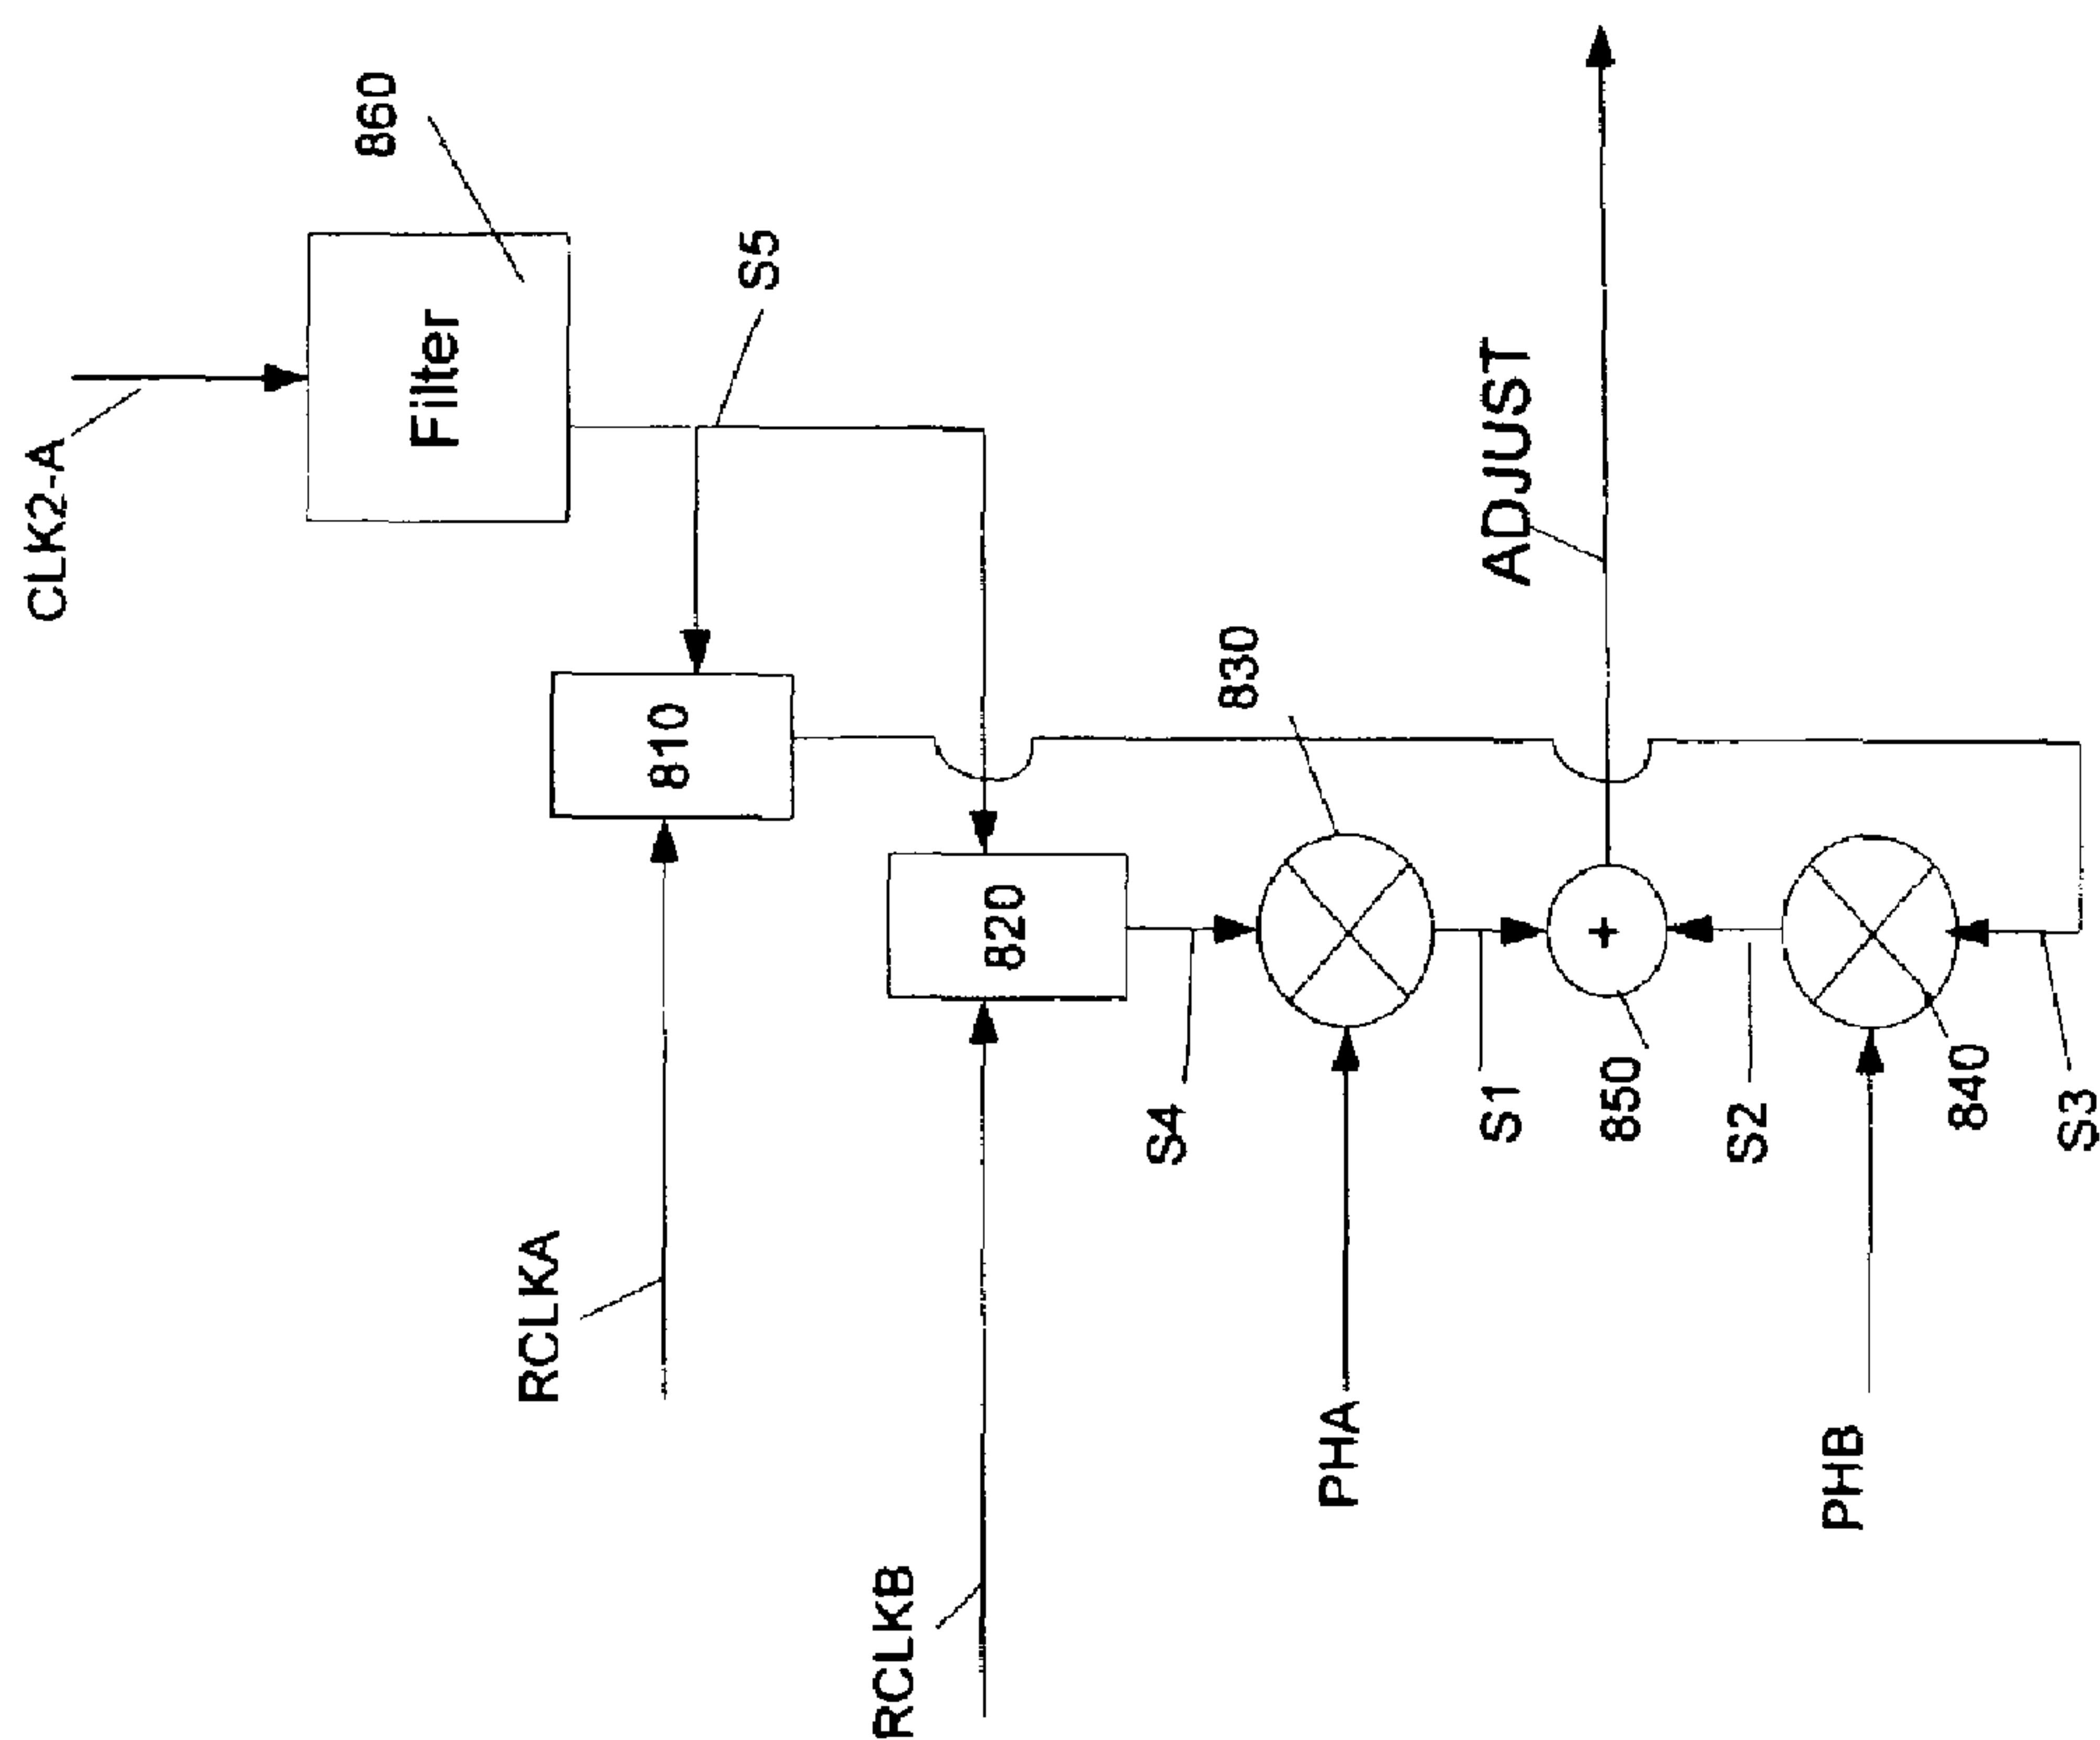 CLK2-A
860
Filter
S5
RCLKA
810
RCLKB
820
S4
830
PHA
S1
ADJUST
850
+
S2
PHB
840
S3